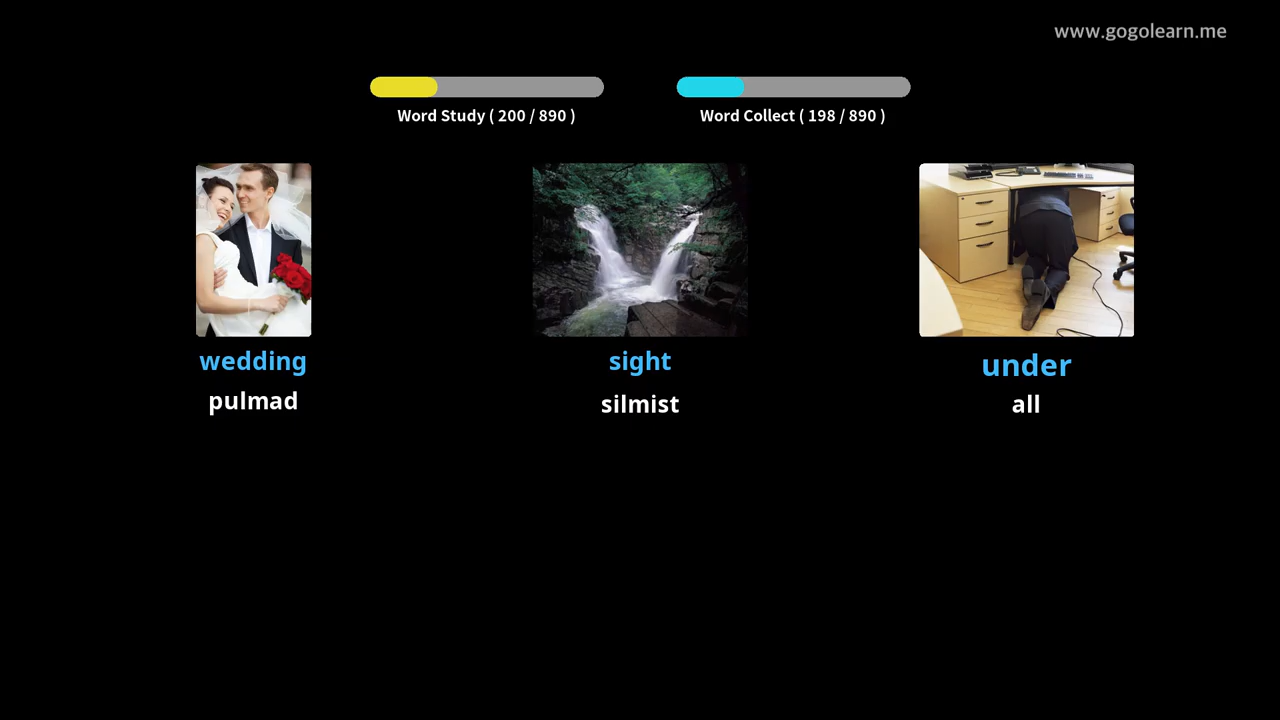 www.gogolearn.me
Word Study ( 200 / 890 )
Word Collect ( 198 / 890 )
wedding
pulmad
sight
silmist
under
all